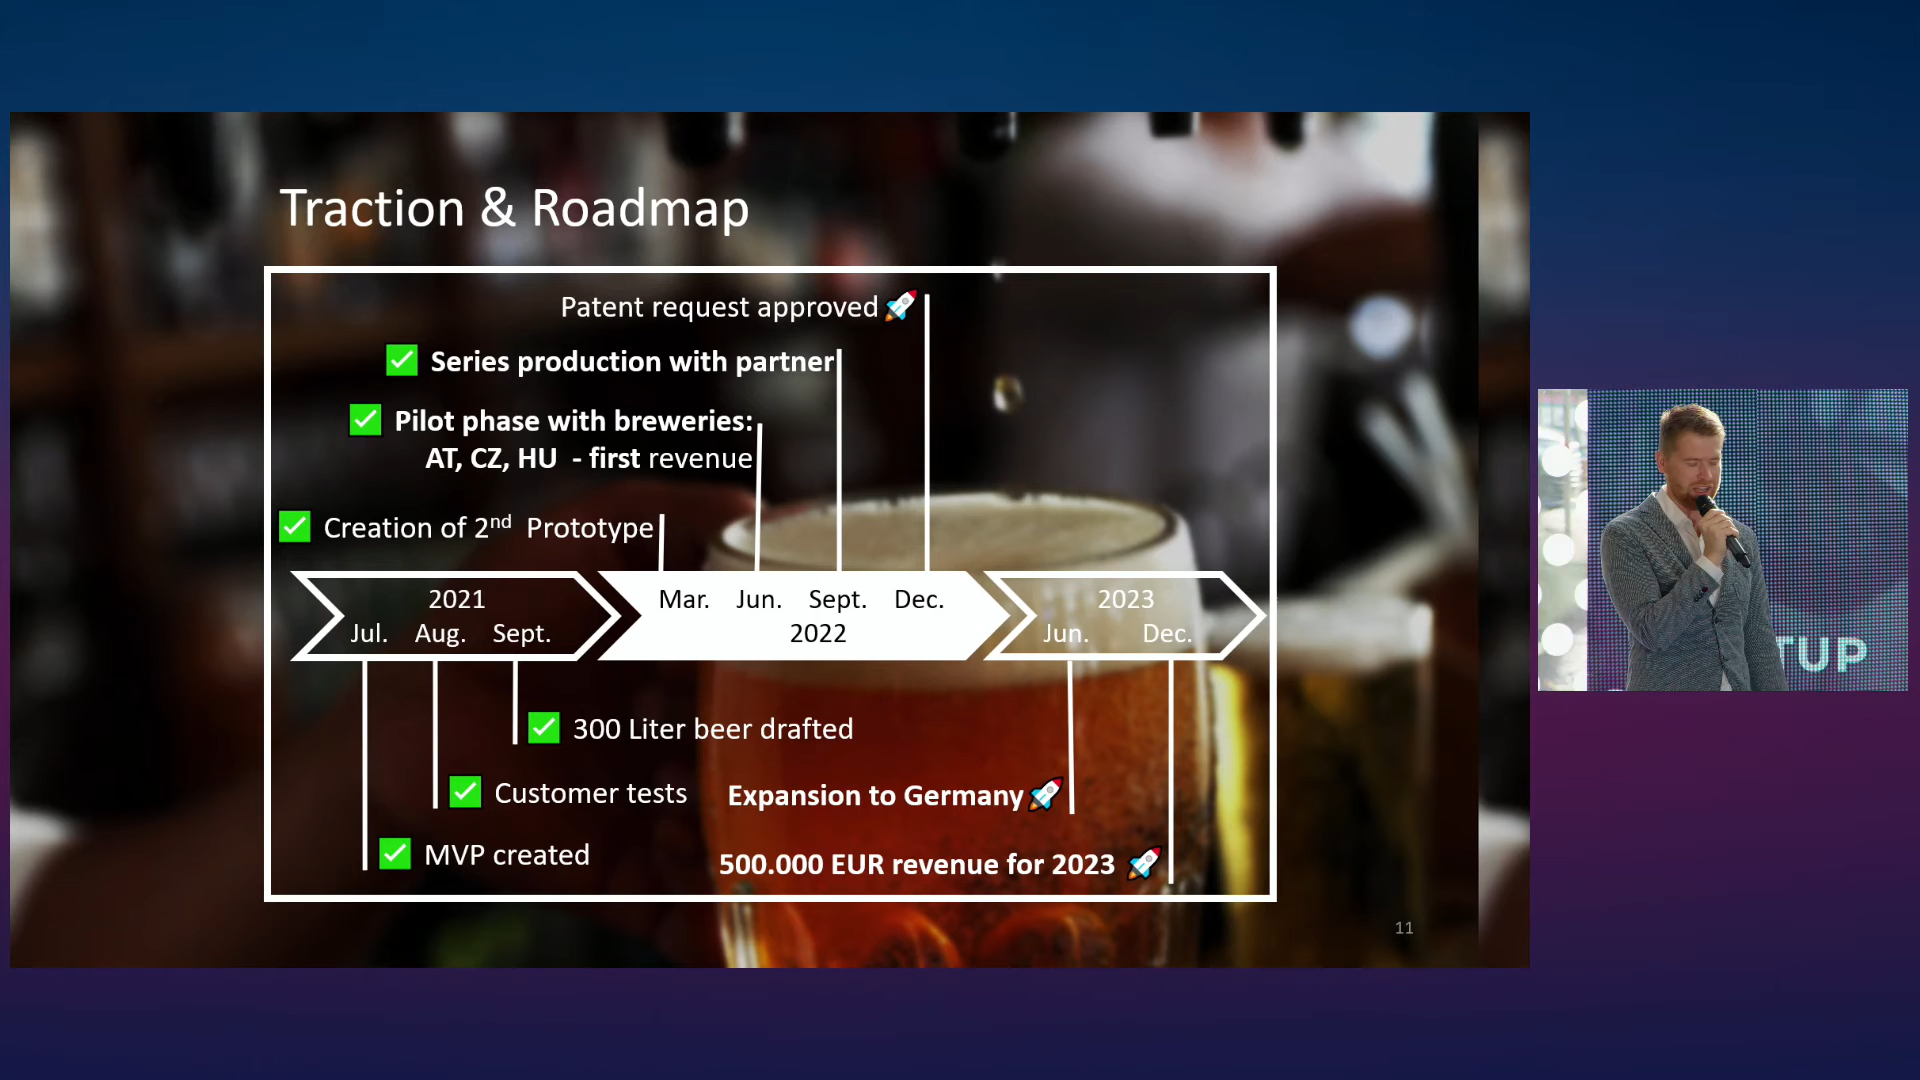 Traction & Roadmap
Patent request approved
Series production with partner
Pilot phase with breweries:
AT, CZ, HU - first revenue
Creation of 2nd Prototype
2021
Jul. Aug. Sept.
Mar. Jun. Sept. Dec.
2022
2023
Jun. Dec.
300 Liter beer drafted
Customer tests
Expansion to Germany
MVP created
500.000 EUR revenue for 2023
11
TUP